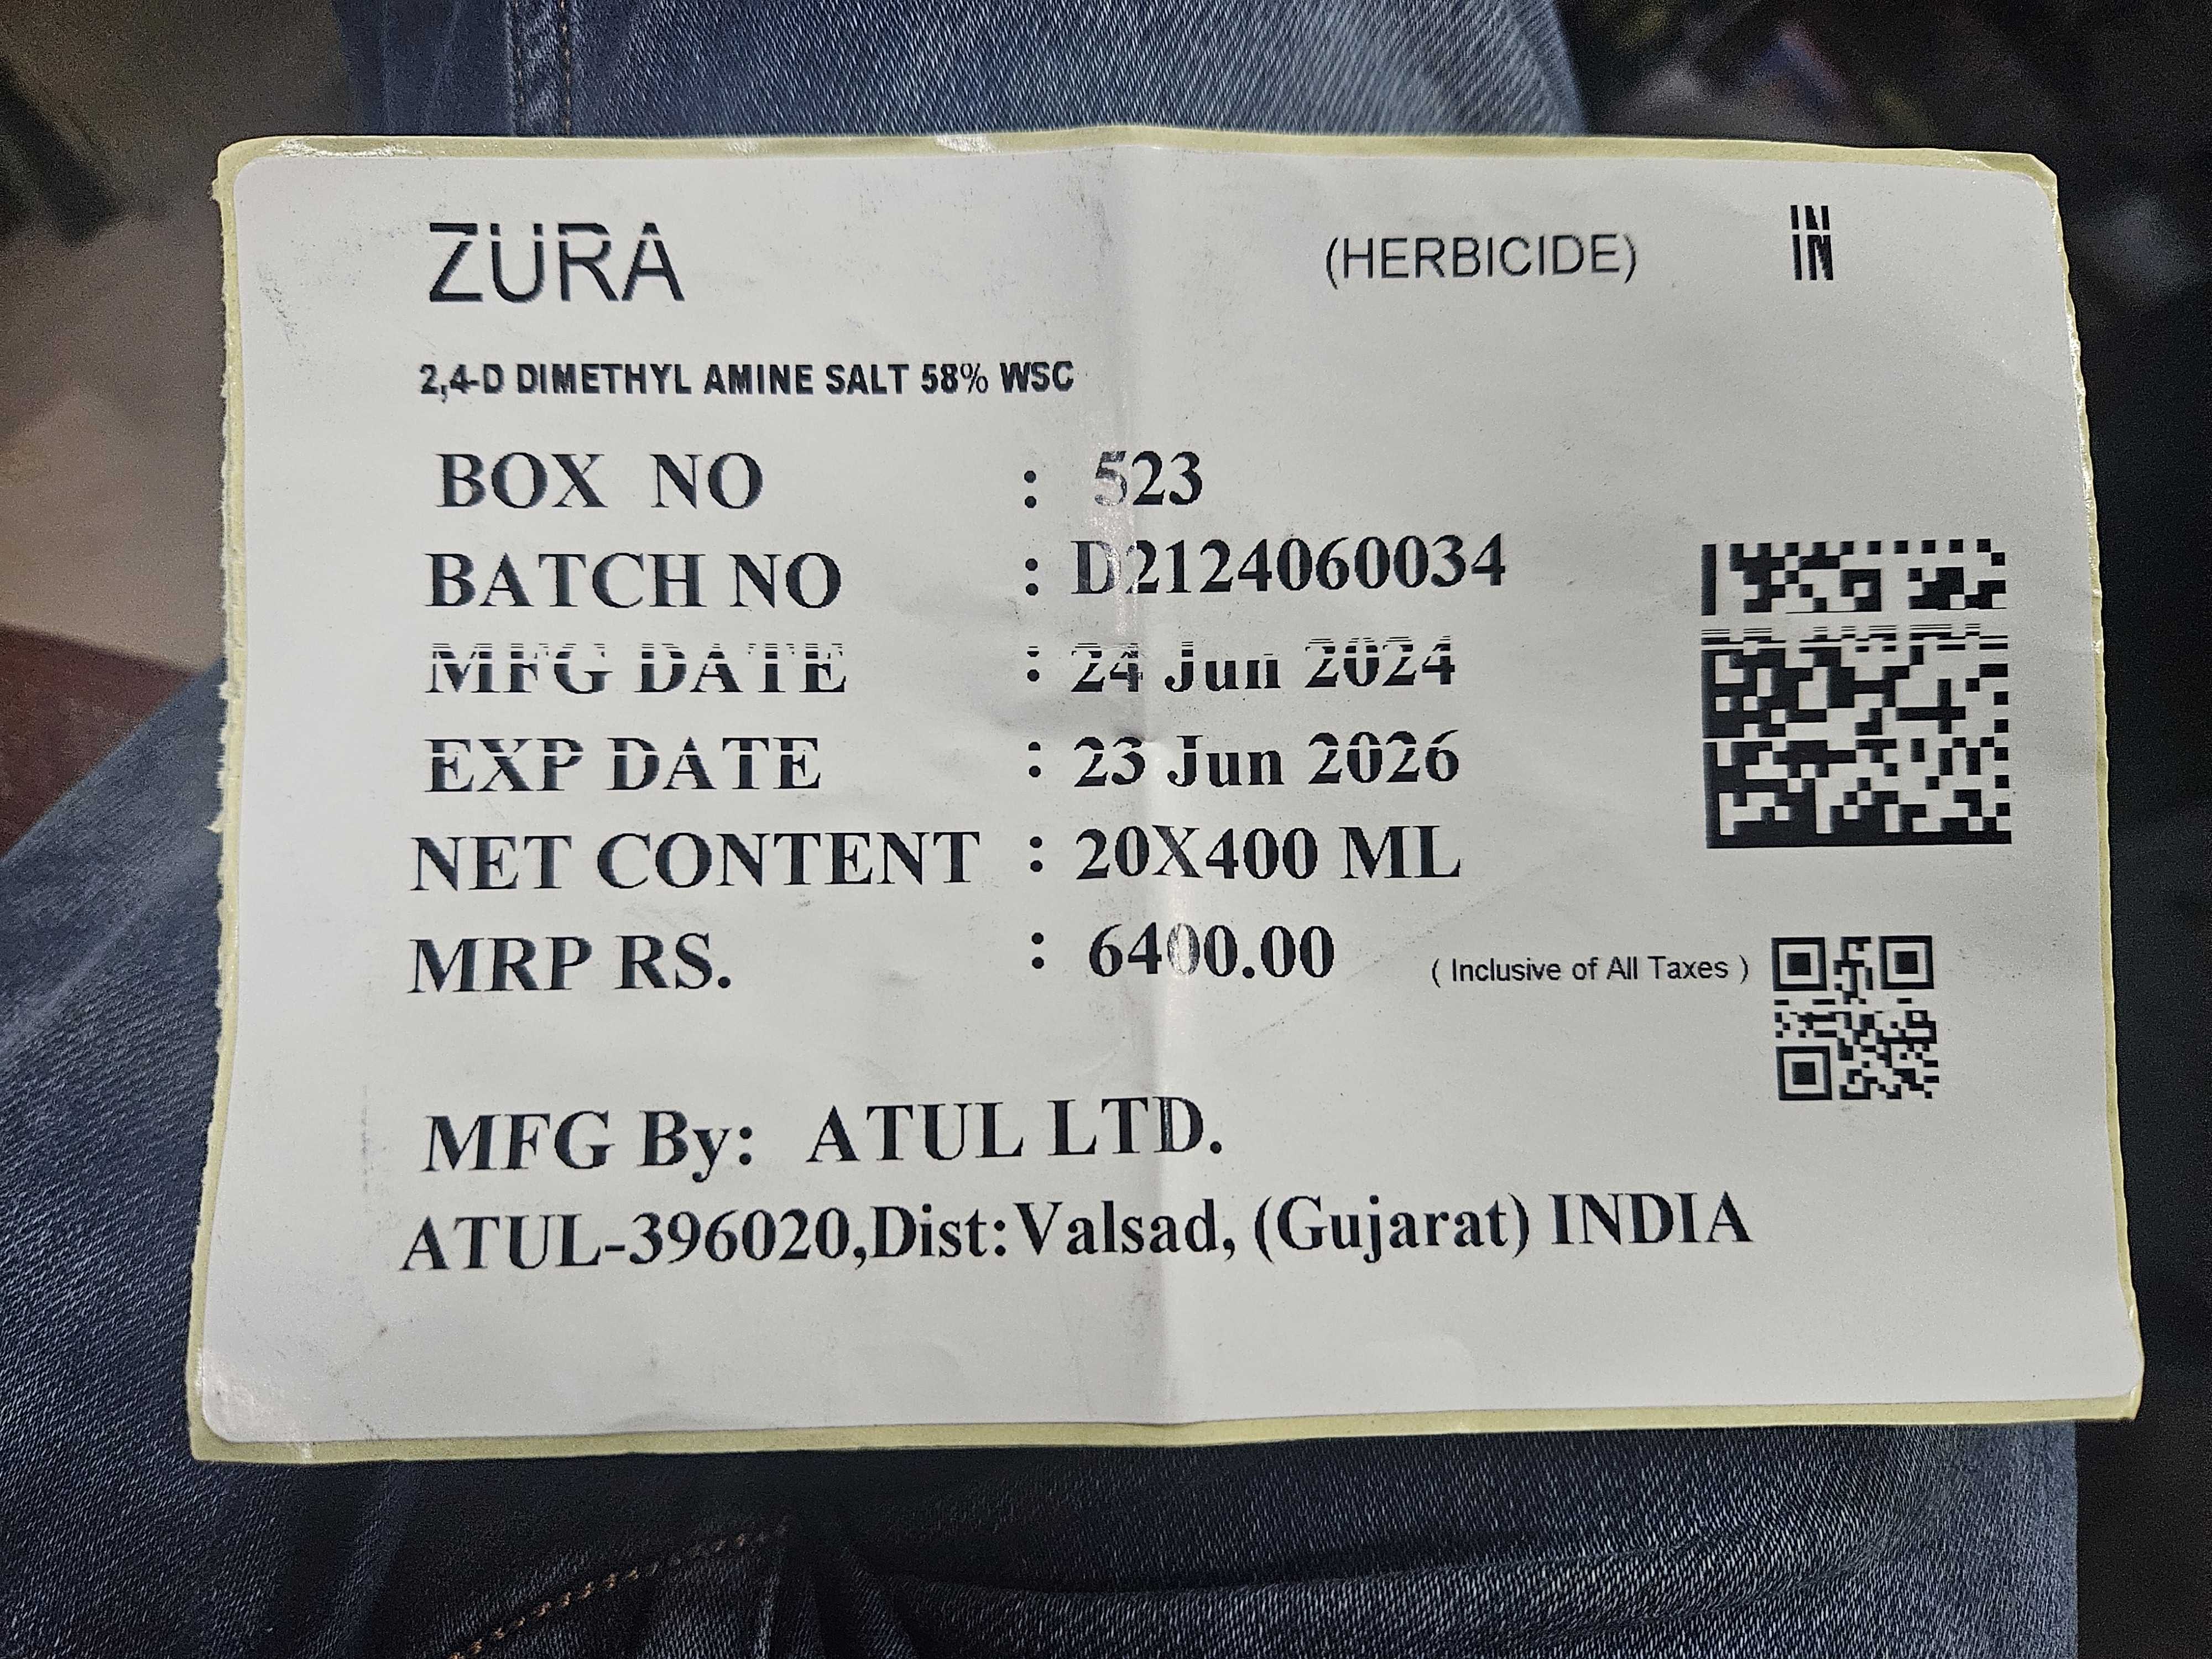 ZURA (HERBICIDE) IN
2,4-D DIMETHYL AMINE SALT 58% WSC
BOX NO : 523
BATCH NO : D2124060034
MFG DATE : 24 Jun 2024
EXP DATE : 23 Jun 2026
NET CONTENT : 20X400 ML
MRP RS. : 6400.00 ( Inclusive of All Taxes )
MFG By: ATUL LTD.
ATUL-396020,Dist:Valsad, (Gujarat) INDIA